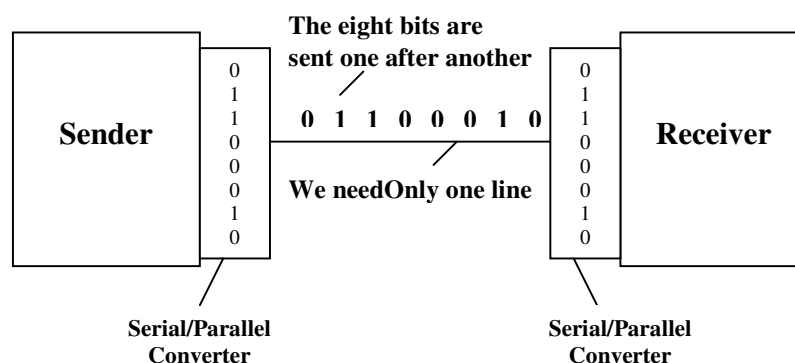 The eight bits are
sent one after another
Sender
0
1
1
0
0
0
1
0
0 1 1 0 0 0 1 0
0
1
1
0
0
0
1
0
Receiver
We needOnly one line
Serial/Parallel
Converter
Serial/Parallel
Converter